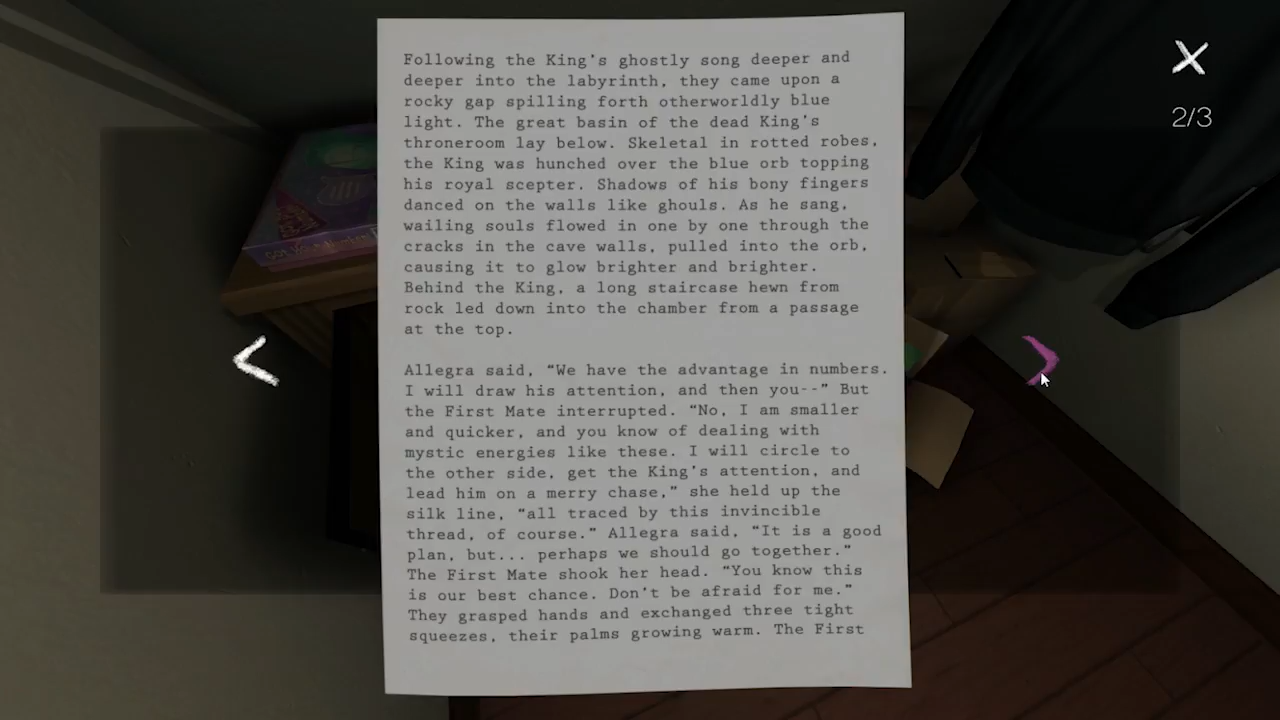 2/3
Following the King's ghostly song deeper and
deeper into the labyrinth, they came upon a
rocky gap spilling forth otherworldly blue
light. The great basin of the dead King's
throneroom lay below. Skeletal in rotted robes,
the King was hunched over the blue orb topping
his royal scepter. Shadows of his bony fingers
danced on the walls like ghouls. As he sang,
wailing souls flowed in one by one through the
cracks in the cave walls, pulled into the orb,
causing it to glow brighter and brighter.
Behind the King, a long staircase hewn from
rock led down into the chamber from a passage
at the top.
Allegra said, “We have the advantage in numbers.
I will draw his attention, and then you--” But
the First Mate interrupted. “No, I am smaller
and quicker, and you know of dealing with
mystic energies like these. I will circle to
the other side, get the King's attention, and
lead him on a merry chase,” she held up the
silk line, “all traced by this invincible
thread, of course.” Allegra said, “It is a good
plan, but... perhaps we should go together.”
The First Mate shook her head. “You know this
is our best chance. Don't be afraid for me.”
They grasped hands and exchanged three tight
squeezes, their palms growing warm. The First